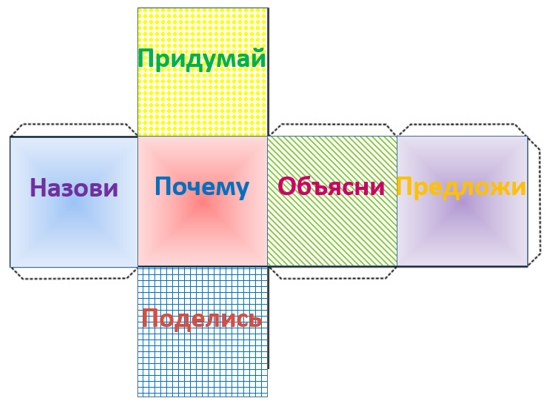 Придумай
Назови
Почему
Объясни
Предложи
Поделись